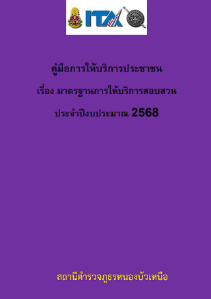 ITA
คู่มือการให้บริการประชาชน
เรื่อง มาตรฐานการให้บริการสอบสวน
ประจำปีงบประมาณ 2568
สถานีตำรวจภูธรหนองบัวเหนือ